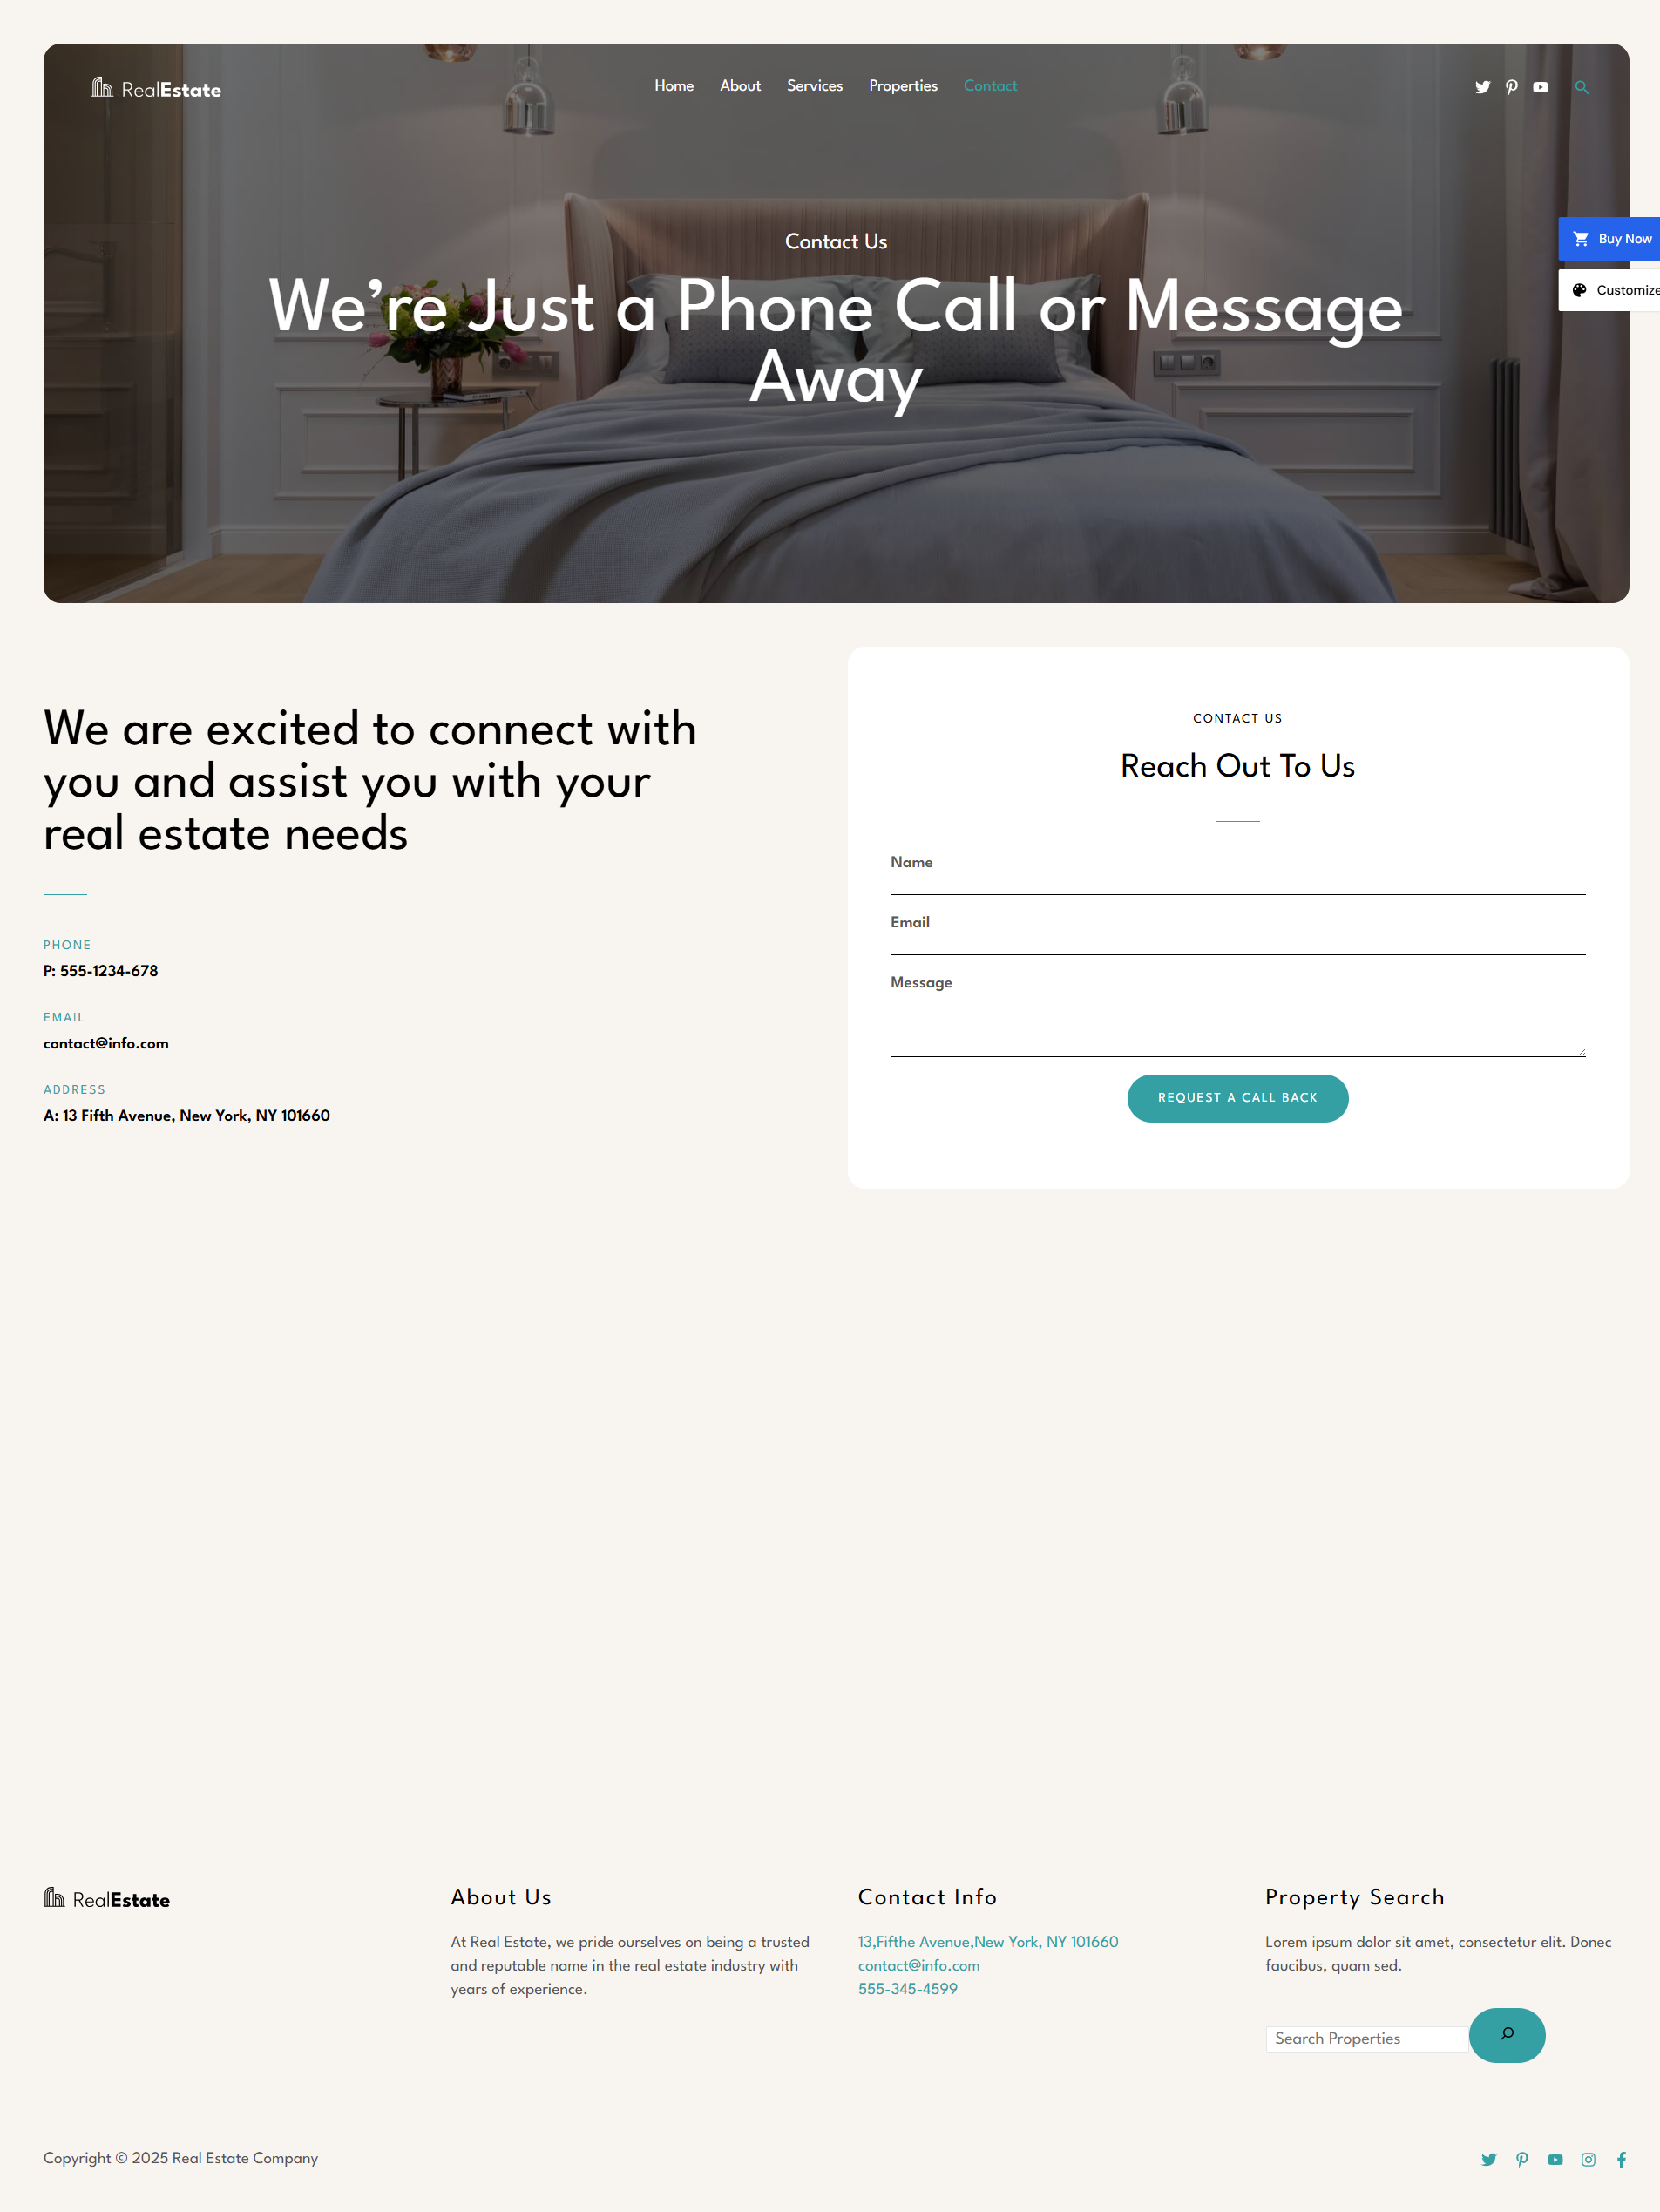 RealEstate
Home About Services Properties Contact
Buy Now
Customize
Contact Us
We’re Just a Phone Call or Message
Away
We are excited to connect with
you and assist you with your
real estate needs
PHONE
P: 555-1234-678
EMAIL
contact@info.com
ADDRESS
A: 13 Fifth Avenue, New York, NY 101660
CONTACT US
Reach Out To Us
Name
Email
Message
REQUEST A CALL BACK
RealEstate
About Us
At Real Estate, we pride ourselves on being a trusted
and reputable name in the real estate industry with
years of experience.
Contact Info
13,Fifthe Avenue,New York, NY 101660
contact@info.com
555-345-4599
Property Search
Lorem ipsum dolor sit amet, consectetur elit. Donec
faucibus, quam sed.
Search Properties
Copyright © 2025 Real Estate Company